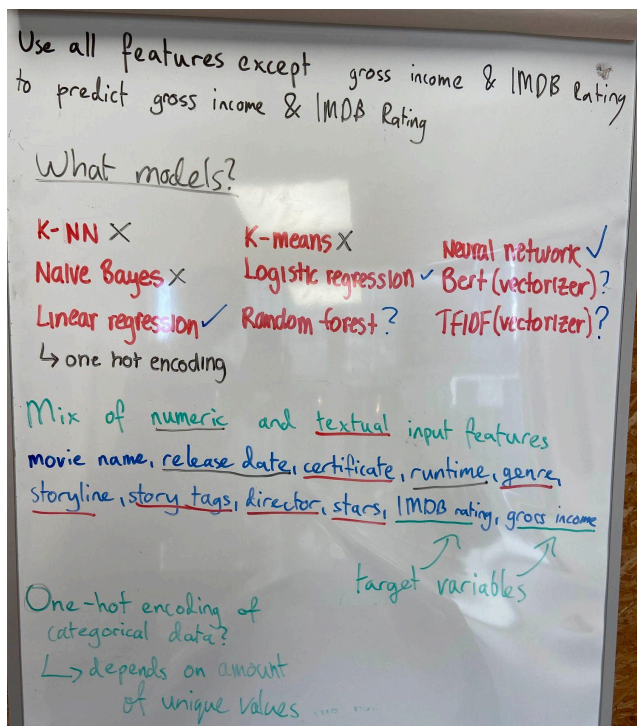 Use all features except gross income & IMDB Rating
to predict gross income & IMDB Rating
What models?
K-NN X
Naive Bayes X
Linear regression ✓
↳ one hot encoding
K-means X
Logistic regression ✓
Random forest?
Neural network ✓
Bert (vectorizer)?
TFIDF (vectorizer)?
Mix of numeric and textual input features
movie name, release date, certificate, runtime, genre,
storyline, story tags, director, stars, IMDB rating, gross income
target variables
One-hot encoding of
categorical data?
↳ depends on amount
of unique values